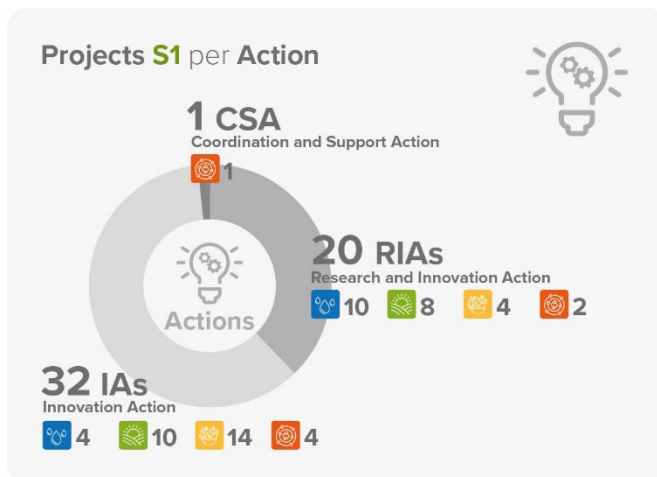 Projects S1 per Action
1 CSA
Coordination and Support Action
1
20 RIAs
Research and Innovation Action
10 8 4 2
Actions
32 IAs
Innovation Action
4 10 14 4